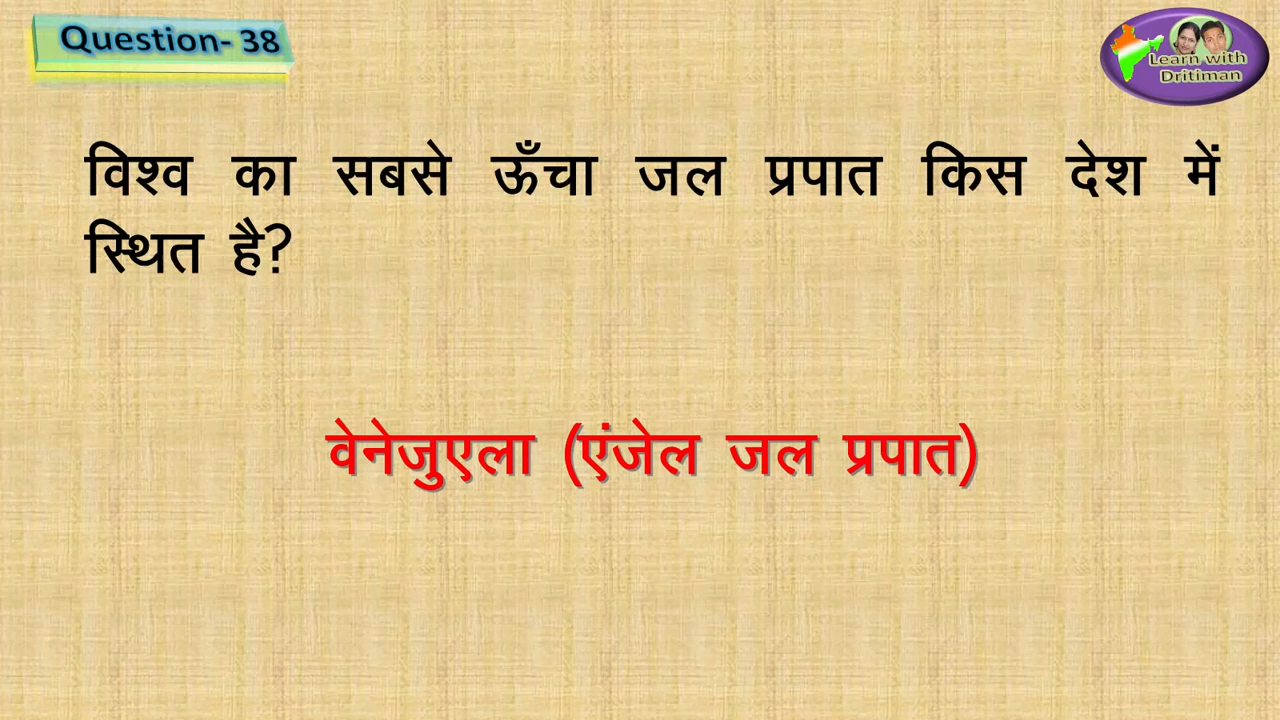 Question- 38
Learn with
Dritiman
विश्व का सबसे ऊँचा जल प्रपात किस देश में
स्थित है?
वेनेजुएला (एंजेल जल प्रपात)